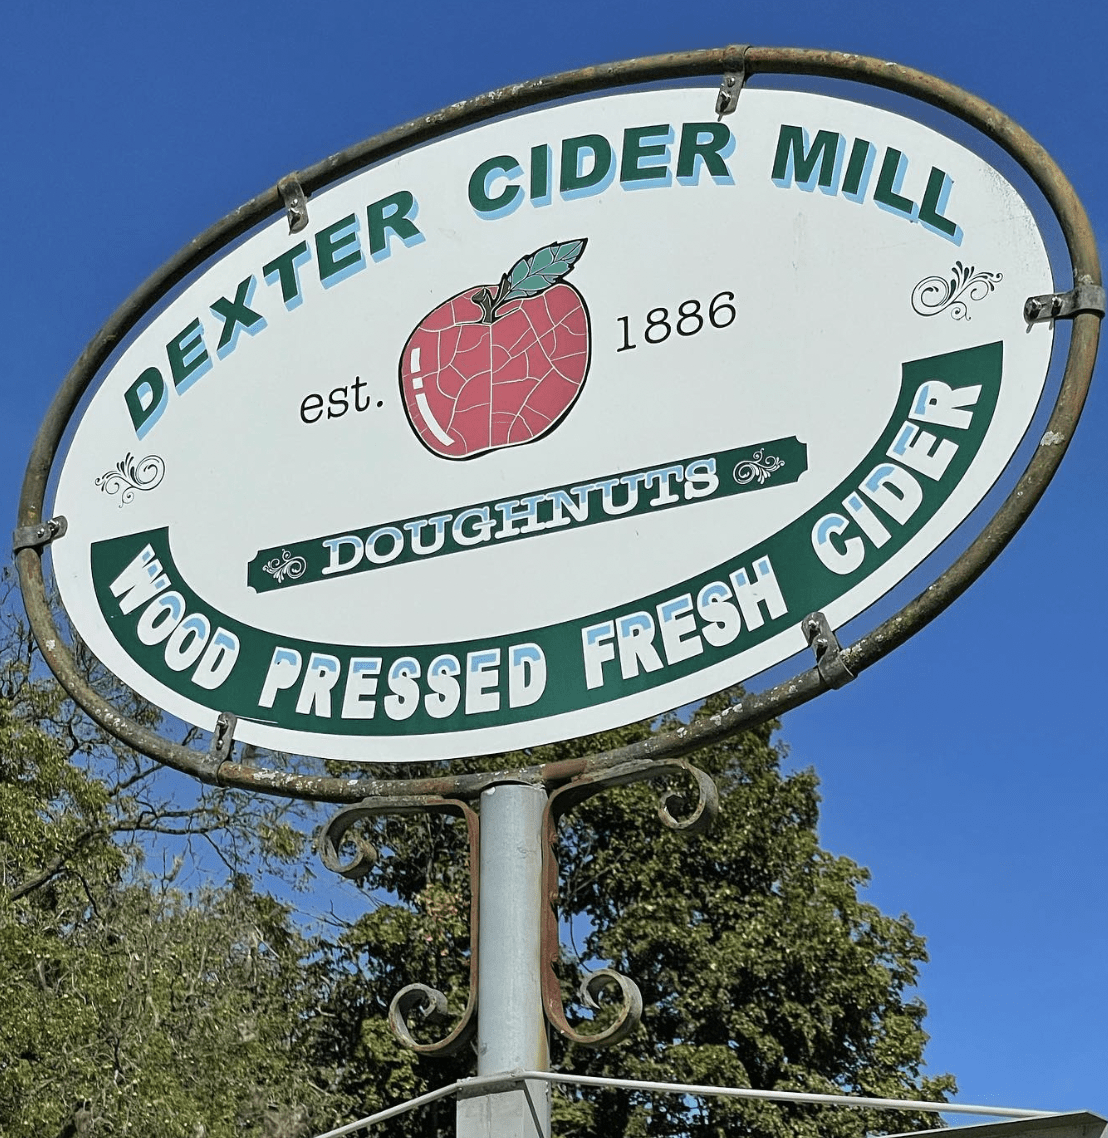 DEXTER CIDER MILL
est. 1886
DOUGHNUTS
WOOD PRESSED FRESH CIDER